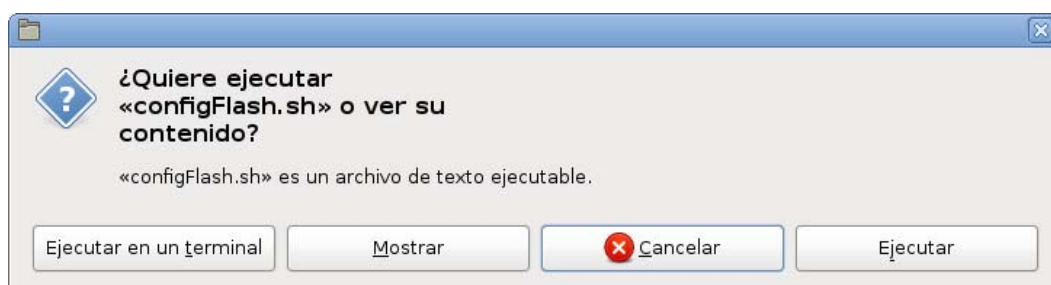 ¿Quiere ejecutar
«configFlash.sh» o ver su
contenido?
«configFlash.sh» es un archivo de texto ejecutable.
Ejecutar en un terminal Mostrar Cancelar Ejecutar